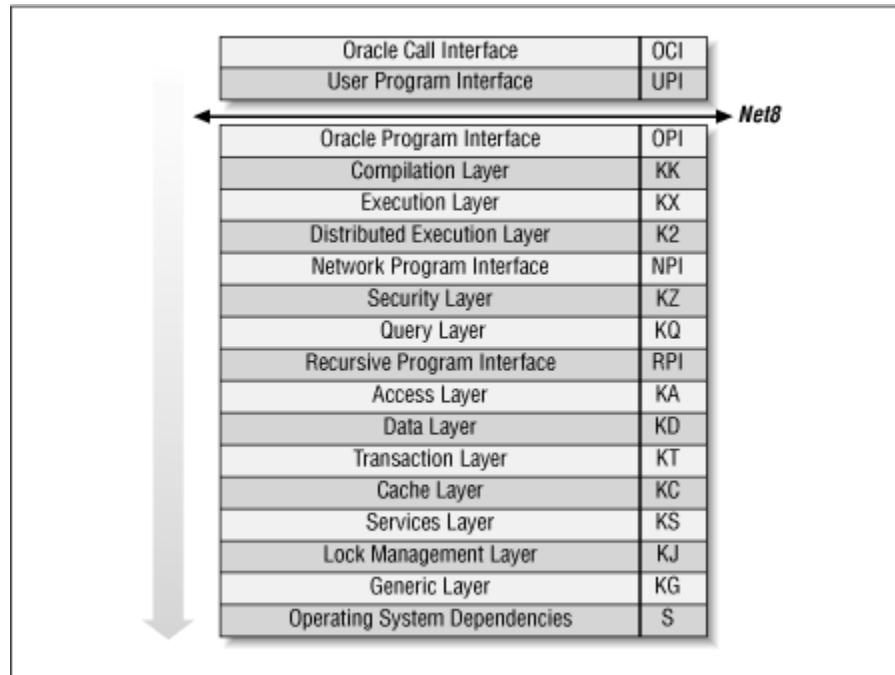 Oracle Call Interface OCI
User Program Interface UPI
Net8
Oracle Program Interface OPI
Compilation Layer KK
Execution Layer KX
Distributed Execution Layer K2
Network Program Interface NPI
Security Layer KZ
Query Layer KQ
Recursive Program Interface RPI
Access Layer KA
Data Layer KD
Transaction Layer KT
Cache Layer KC
Services Layer KS
Lock Management Layer KJ
Generic Layer KG
Operating System Dependencies S